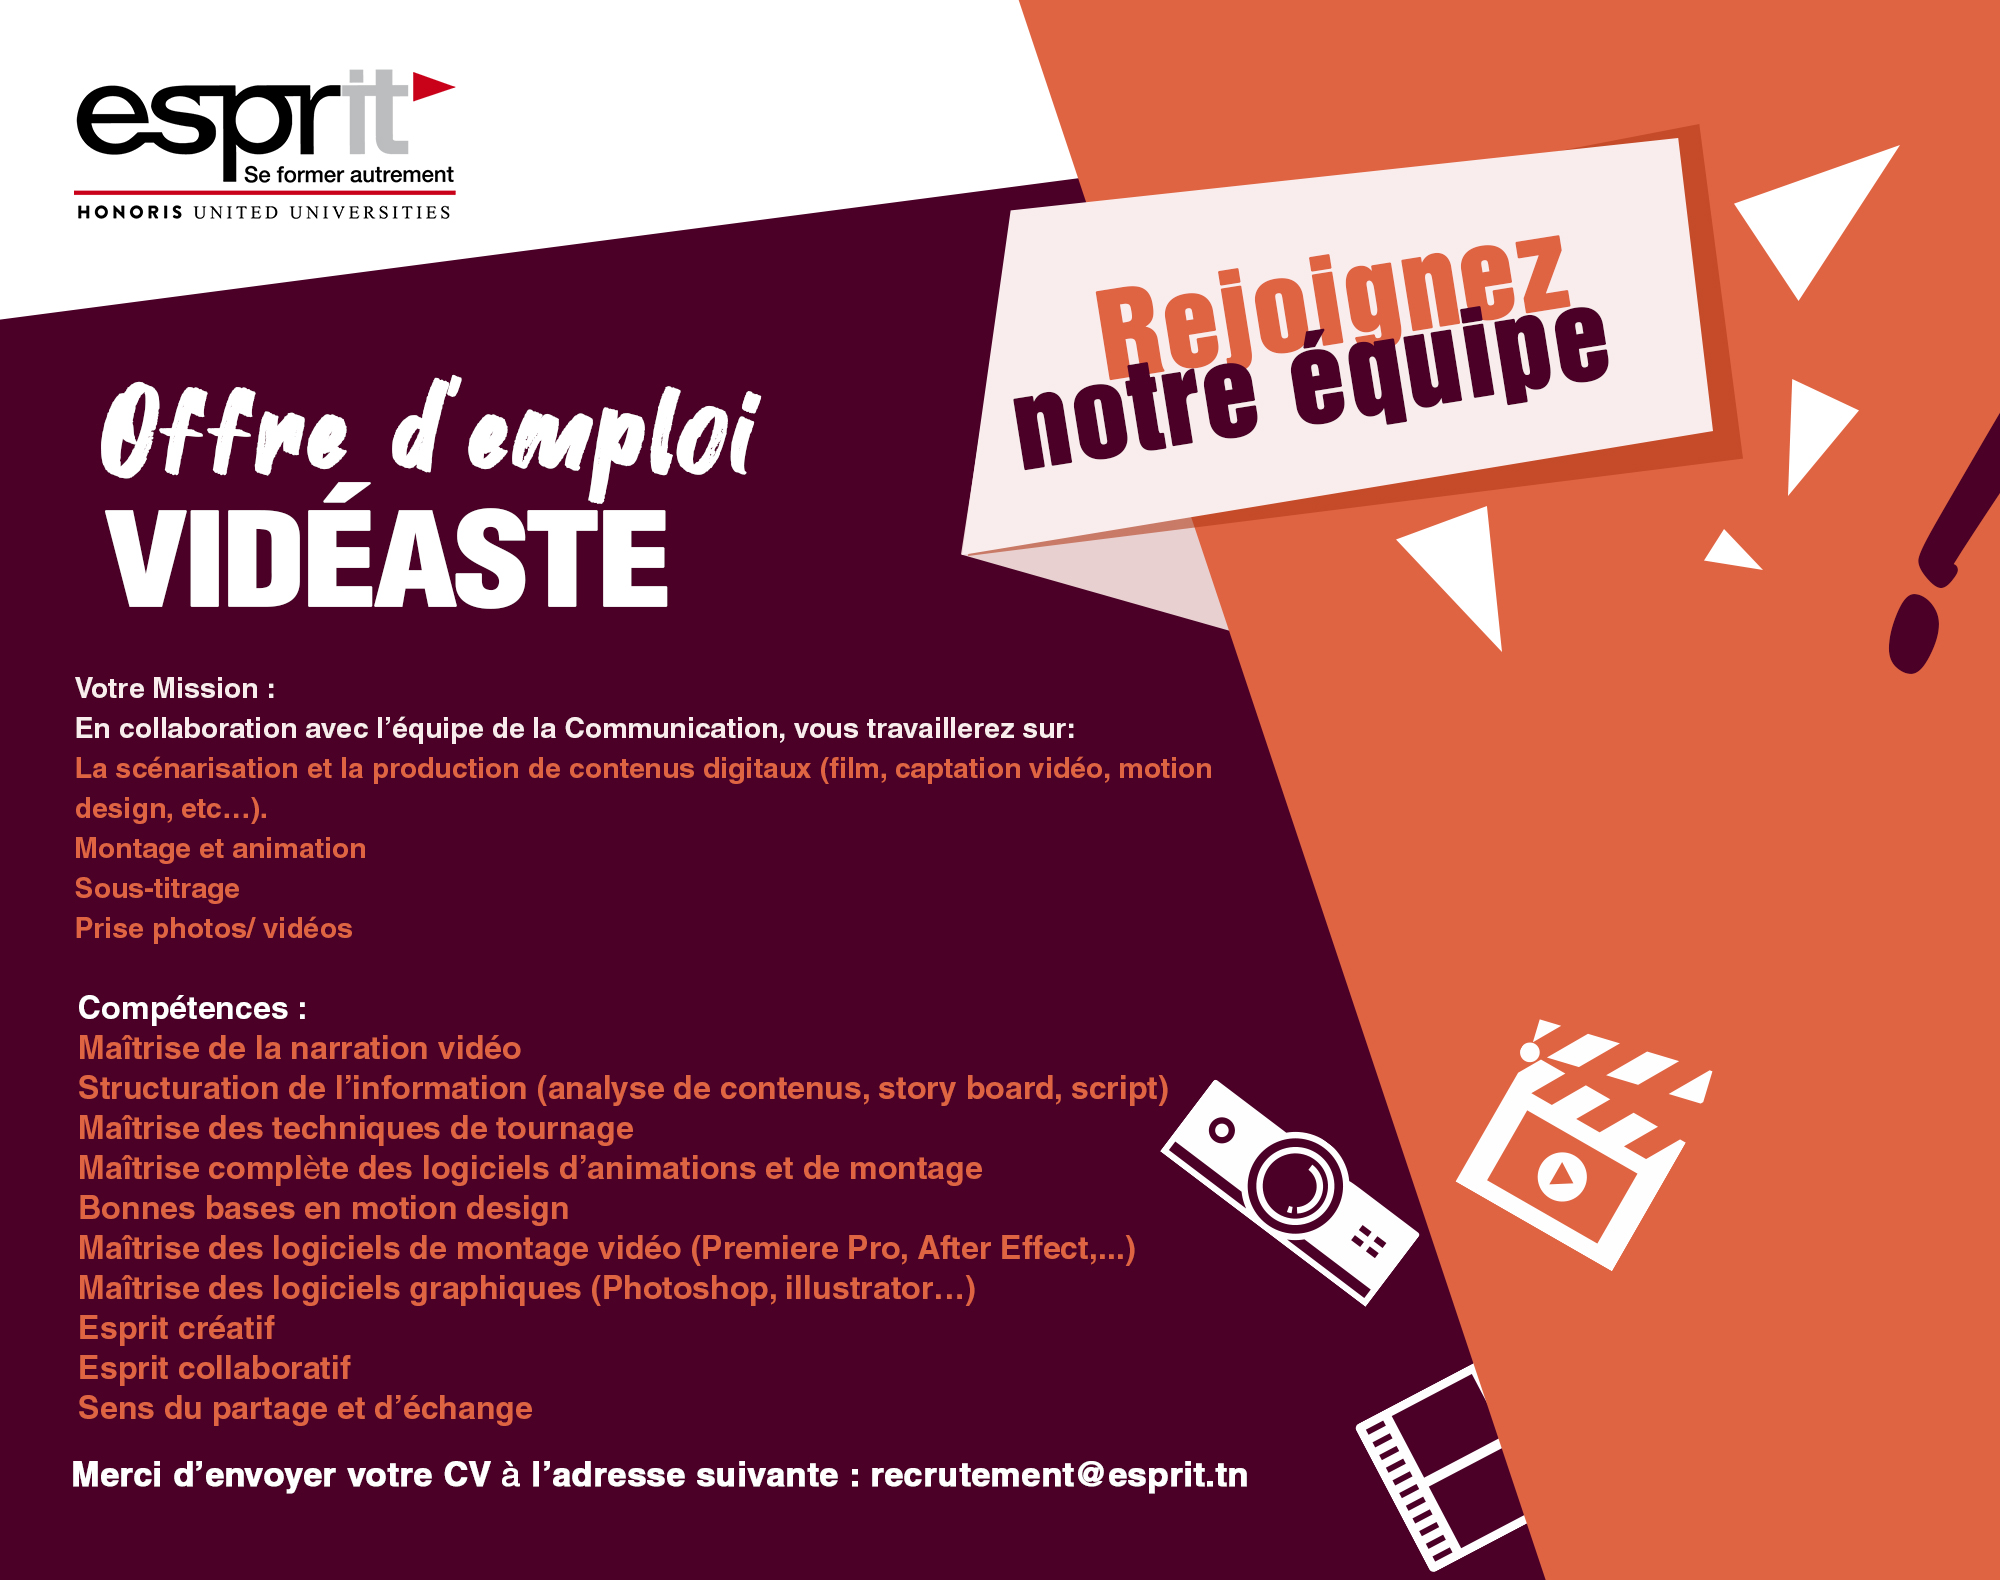 esprit
Se former autrement
HONORIS UNITED UNIVERSITIES
Rejoignez
notre équipe
Offre d'emploi
VIDÉASTE
Votre Mission :
En collaboration avec l’équipe de la Communication, vous travaillerez sur:
La scénarisation et la production de contenus digitaux (film, captation vidéo, motion
design, etc…).
Montage et animation
Sous-titrage
Prise photos/ vidéos
Compétences :
Maîtrise de la narration vidéo
Structuration de l’information (analyse de contenus, story board, script)
Maîtrise des techniques de tournage
Maîtrise complète des logiciels d’animations et de montage
Bonnes bases en motion design
Maîtrise des logiciels de montage vidéo (Premiere Pro, After Effect,...)
Maîtrise des logiciels graphiques (Photoshop, illustrator…)
Esprit créatif
Esprit collaboratif
Sens du partage et d’échange
Merci d’envoyer votre CV à l’adresse suivante : recrutement@esprit.tn